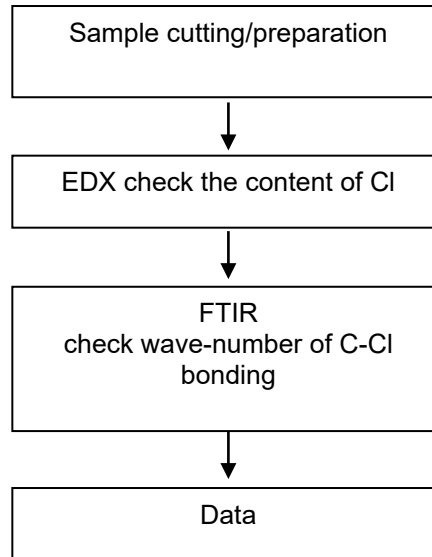 Sample cutting/preparation
EDX check the content of Cl
FTIR
check wave-number of C-Cl
bonding
Data